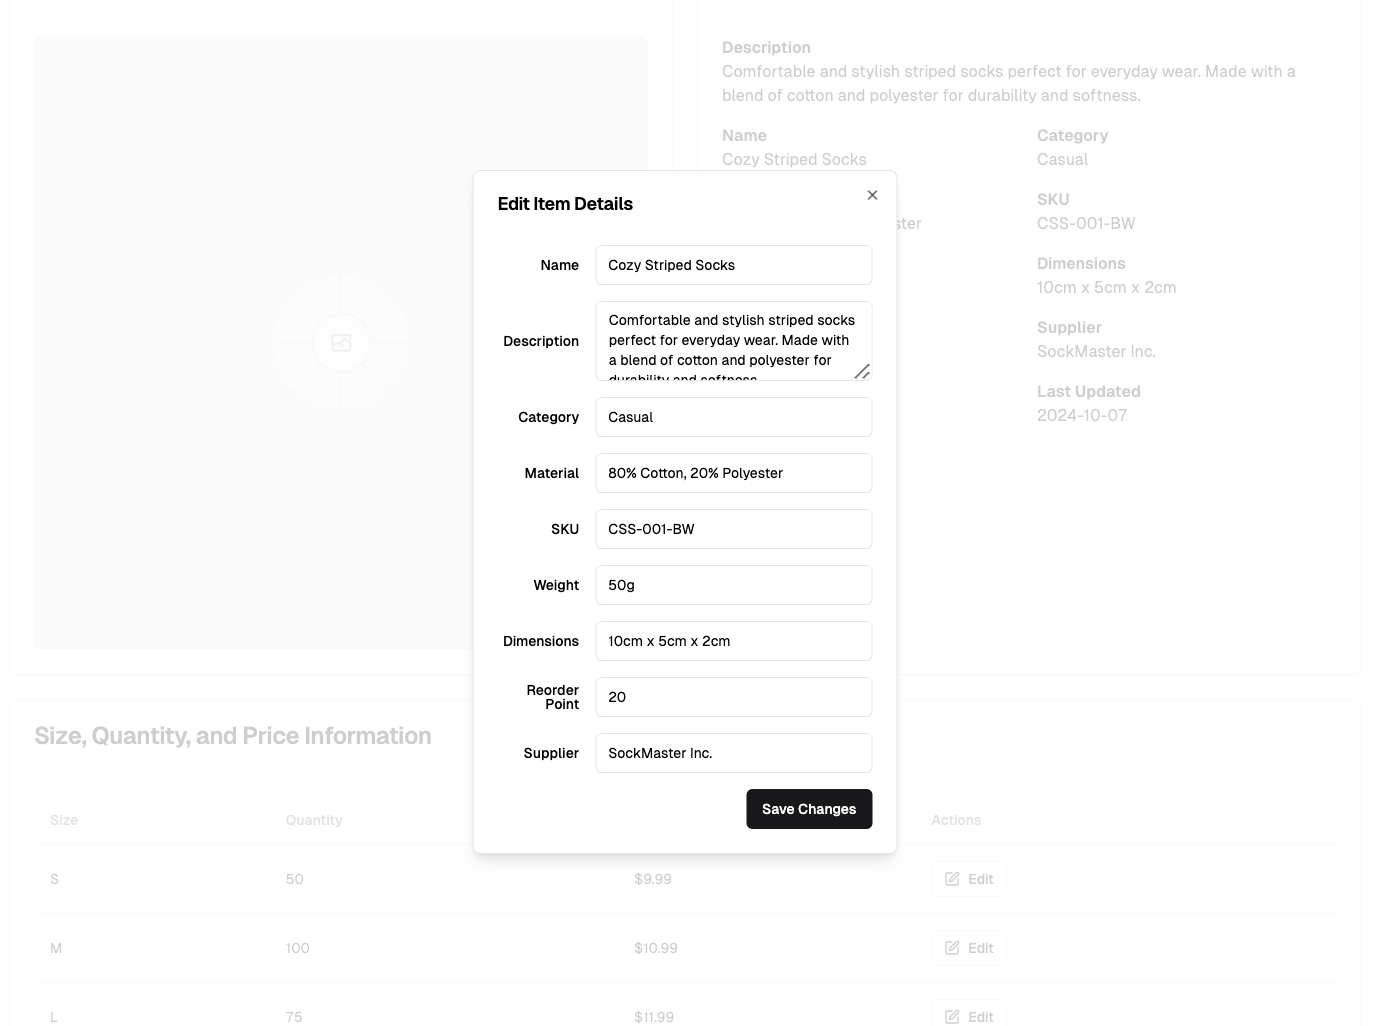 Description
Comfortable and stylish striped socks perfect for everyday wear. Made with a
blend of cotton and polyester for durability and softness.
Name
Category
Cozy Striped Socks
Casual
SKU
ster
CSS-001-BW
Dimensions
10cm x 5cm x 2cm
Supplier
SockMaster Inc.
Last Updated
2024-10-07
Edit Item Details
Name
Cozy Striped Socks
Description
Comfortable and stylish striped socks
perfect for everyday wear. Made with
a blend of cotton and polyester for
durability and softness.
Category
Casual
Material
80% Cotton, 20% Polyester
SKU
CSS-001-BW
Weight
50g
Dimensions
10cm x 5cm x 2cm
Reorder
Point
20
Supplier
SockMaster Inc.
Save Changes
Size, Quantity, and Price Information
Size Quantity Actions
S 50 $9.99 Edit
M 100 $10.99 Edit
L 75 $11.99 Edit